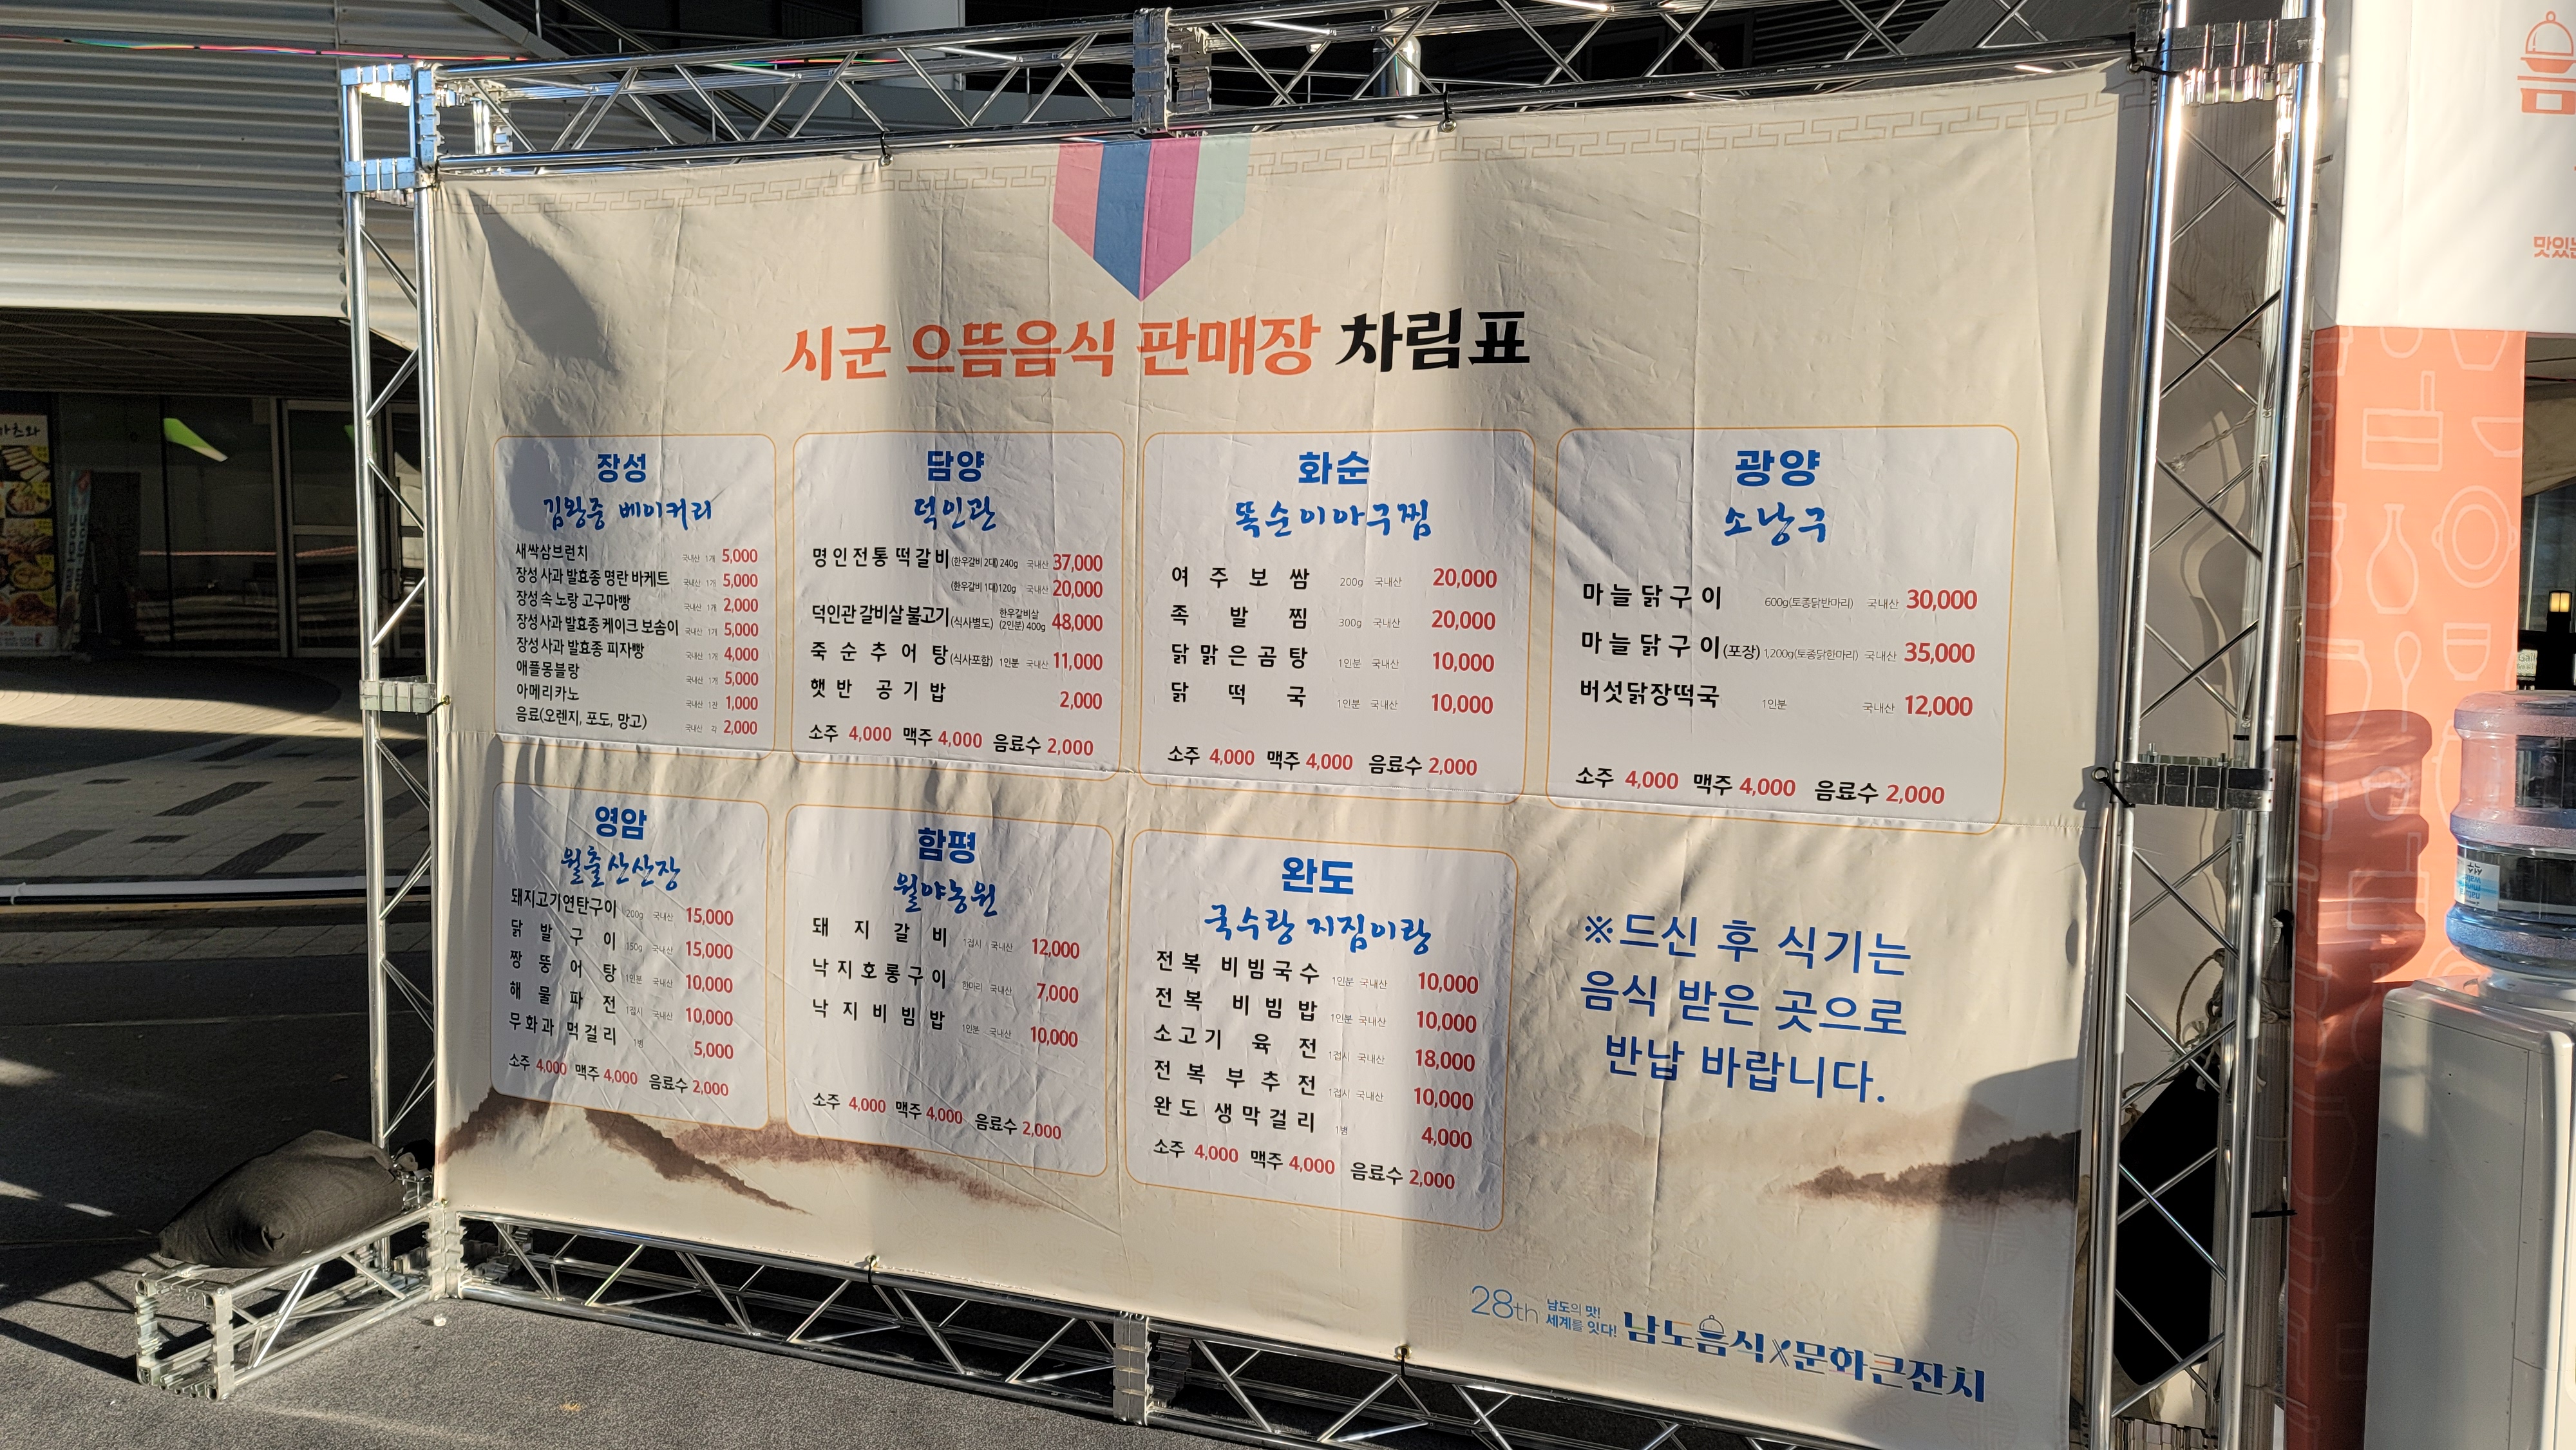 시군 으뜸음식 판매장 차림표
장성
김왕중 베이커리
새싹삼브런치 국내산 1개 5,000
장성 사과 발효종 명란 바케트 국내산 1개 5,000
장성 속 노랑 고구마빵 국내산 1개 2,000
장성 사과 발효종 케이크 보솜이 국내산 1개 5,000
장성 사과 발효종 피자빵 국내산 1개 4,000
애플몽블랑 국내산 1개 5,000
아메리카노 국내산 1잔 1,000
음료(오렌지, 포도, 망고) 국내산 각 2,000
담양
덕인관
명인전통 떡갈비 (한우갈비 2대) 240g 국내산 37,000
(한우갈비 1대) 120g 국내산 20,000
덕인관 갈비살 불고기 (식사별도) 한우갈비살 (2인분) 400g 48,000
죽순추어탕 (식사포함) 1인분 국내산 11,000
햇반 공기밥 2,000
소주 4,000 맥주 4,000 음료수 2,000
화순
똑순이아구찜
여주보쌈 200g 국내산 20,000
족발찜 300g 국내산 20,000
닭맑은곰탕 1인분 국내산 10,000
닭떡국 1인분 국내산 10,000
소주 4,000 맥주 4,000 음료수 2,000
광양
소낭구
마늘닭구이 600g(토종닭반마리) 국내산 30,000
마늘닭구이(포장) 1,200g(토종닭한마리) 국내산 35,000
버섯닭장떡국 1인분 국내산 12,000
소주 4,000 맥주 4,000 음료수 2,000
영암
월출산산장
돼지고기연탄구이 200g 국내산 15,000
닭발구이 150g 국내산 15,000
짱뚱어탕 1인분 국내산 10,000
해물파전 1접시 국내산 10,000
무화과 먹걸리 1병 5,000
소주 4,000 맥주 4,000 음료수 2,000
함평
월야농원
돼지갈비 1접시 국내산 12,000
낙지호롱구이 한마리 국내산 7,000
낙지비빔밥 1인분 국내산 10,000
소주 4,000 맥주 4,000 음료수 2,000
완도
국수랑 지짐이랑
전복 비빔국수 1인분 국내산 10,000
전복 비빔밥 1인분 국내산 10,000
소고기 육전 1접시 국내산 18,000
전복부추전 1접시 국내산 10,000
완도 생막걸리 1병 4,000
소주 4,000 맥주 4,000 음료수 2,000
※드신 후 식기는
음식 받은 곳으로
반납 바랍니다.
28th 남도의 맛! 세계를 잇다! 남도음식문화큰잔치
음
맛있는